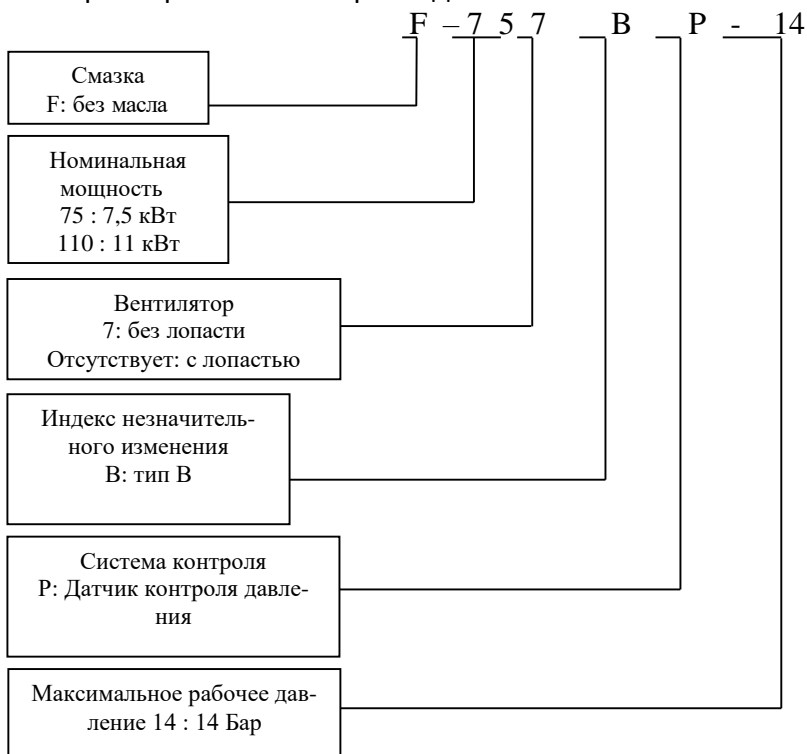 F – 7 5 7 B P - 14
Смазка
F: без масла
Номинальная
мощность
75 : 7,5 кВт
110 : 11 кВт
Вентилятор
7: без лопасти
Отсутствует: с лопастью
Индекс незначитель-
ного изменения
В: тип В
Система контроля
Р: Датчик контроля давле-
ния
Максимальное рабочее дав-
ление 14 : 14 Бар